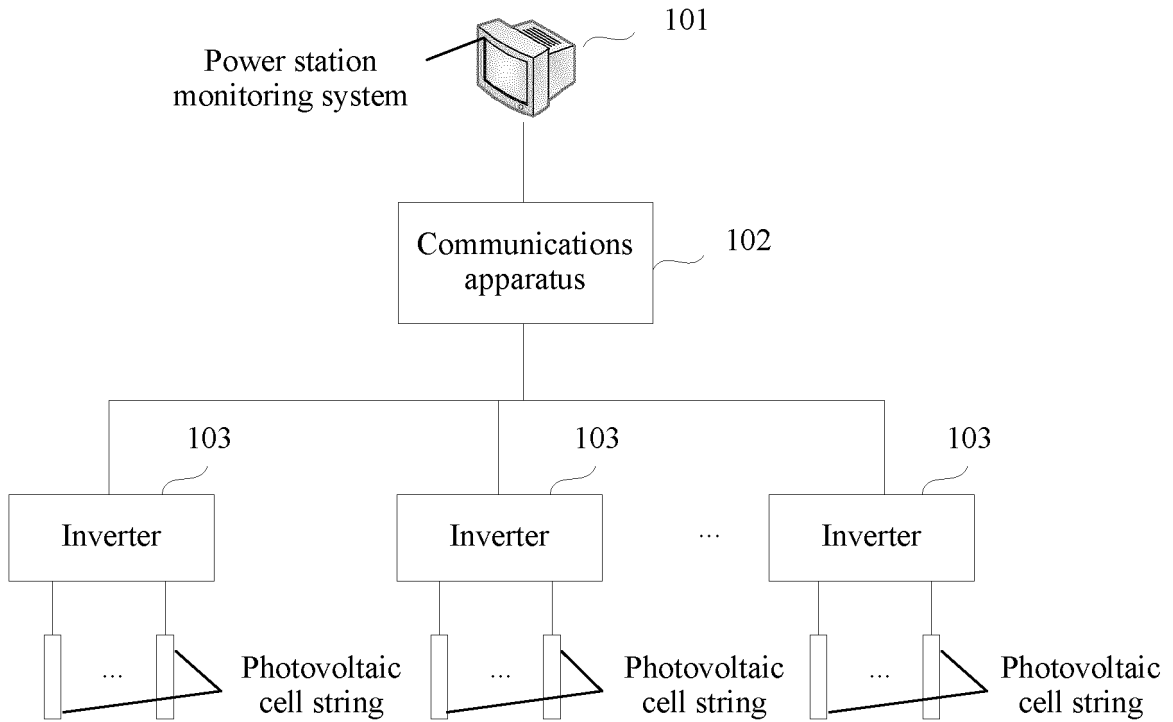 101
Power station
monitoring system
Communications
apparatus
102
103
103
103
Inverter
Inverter
...
Inverter
...
Photovoltaic
cell string
...
Photovoltaic
cell string
...
Photovoltaic
cell string